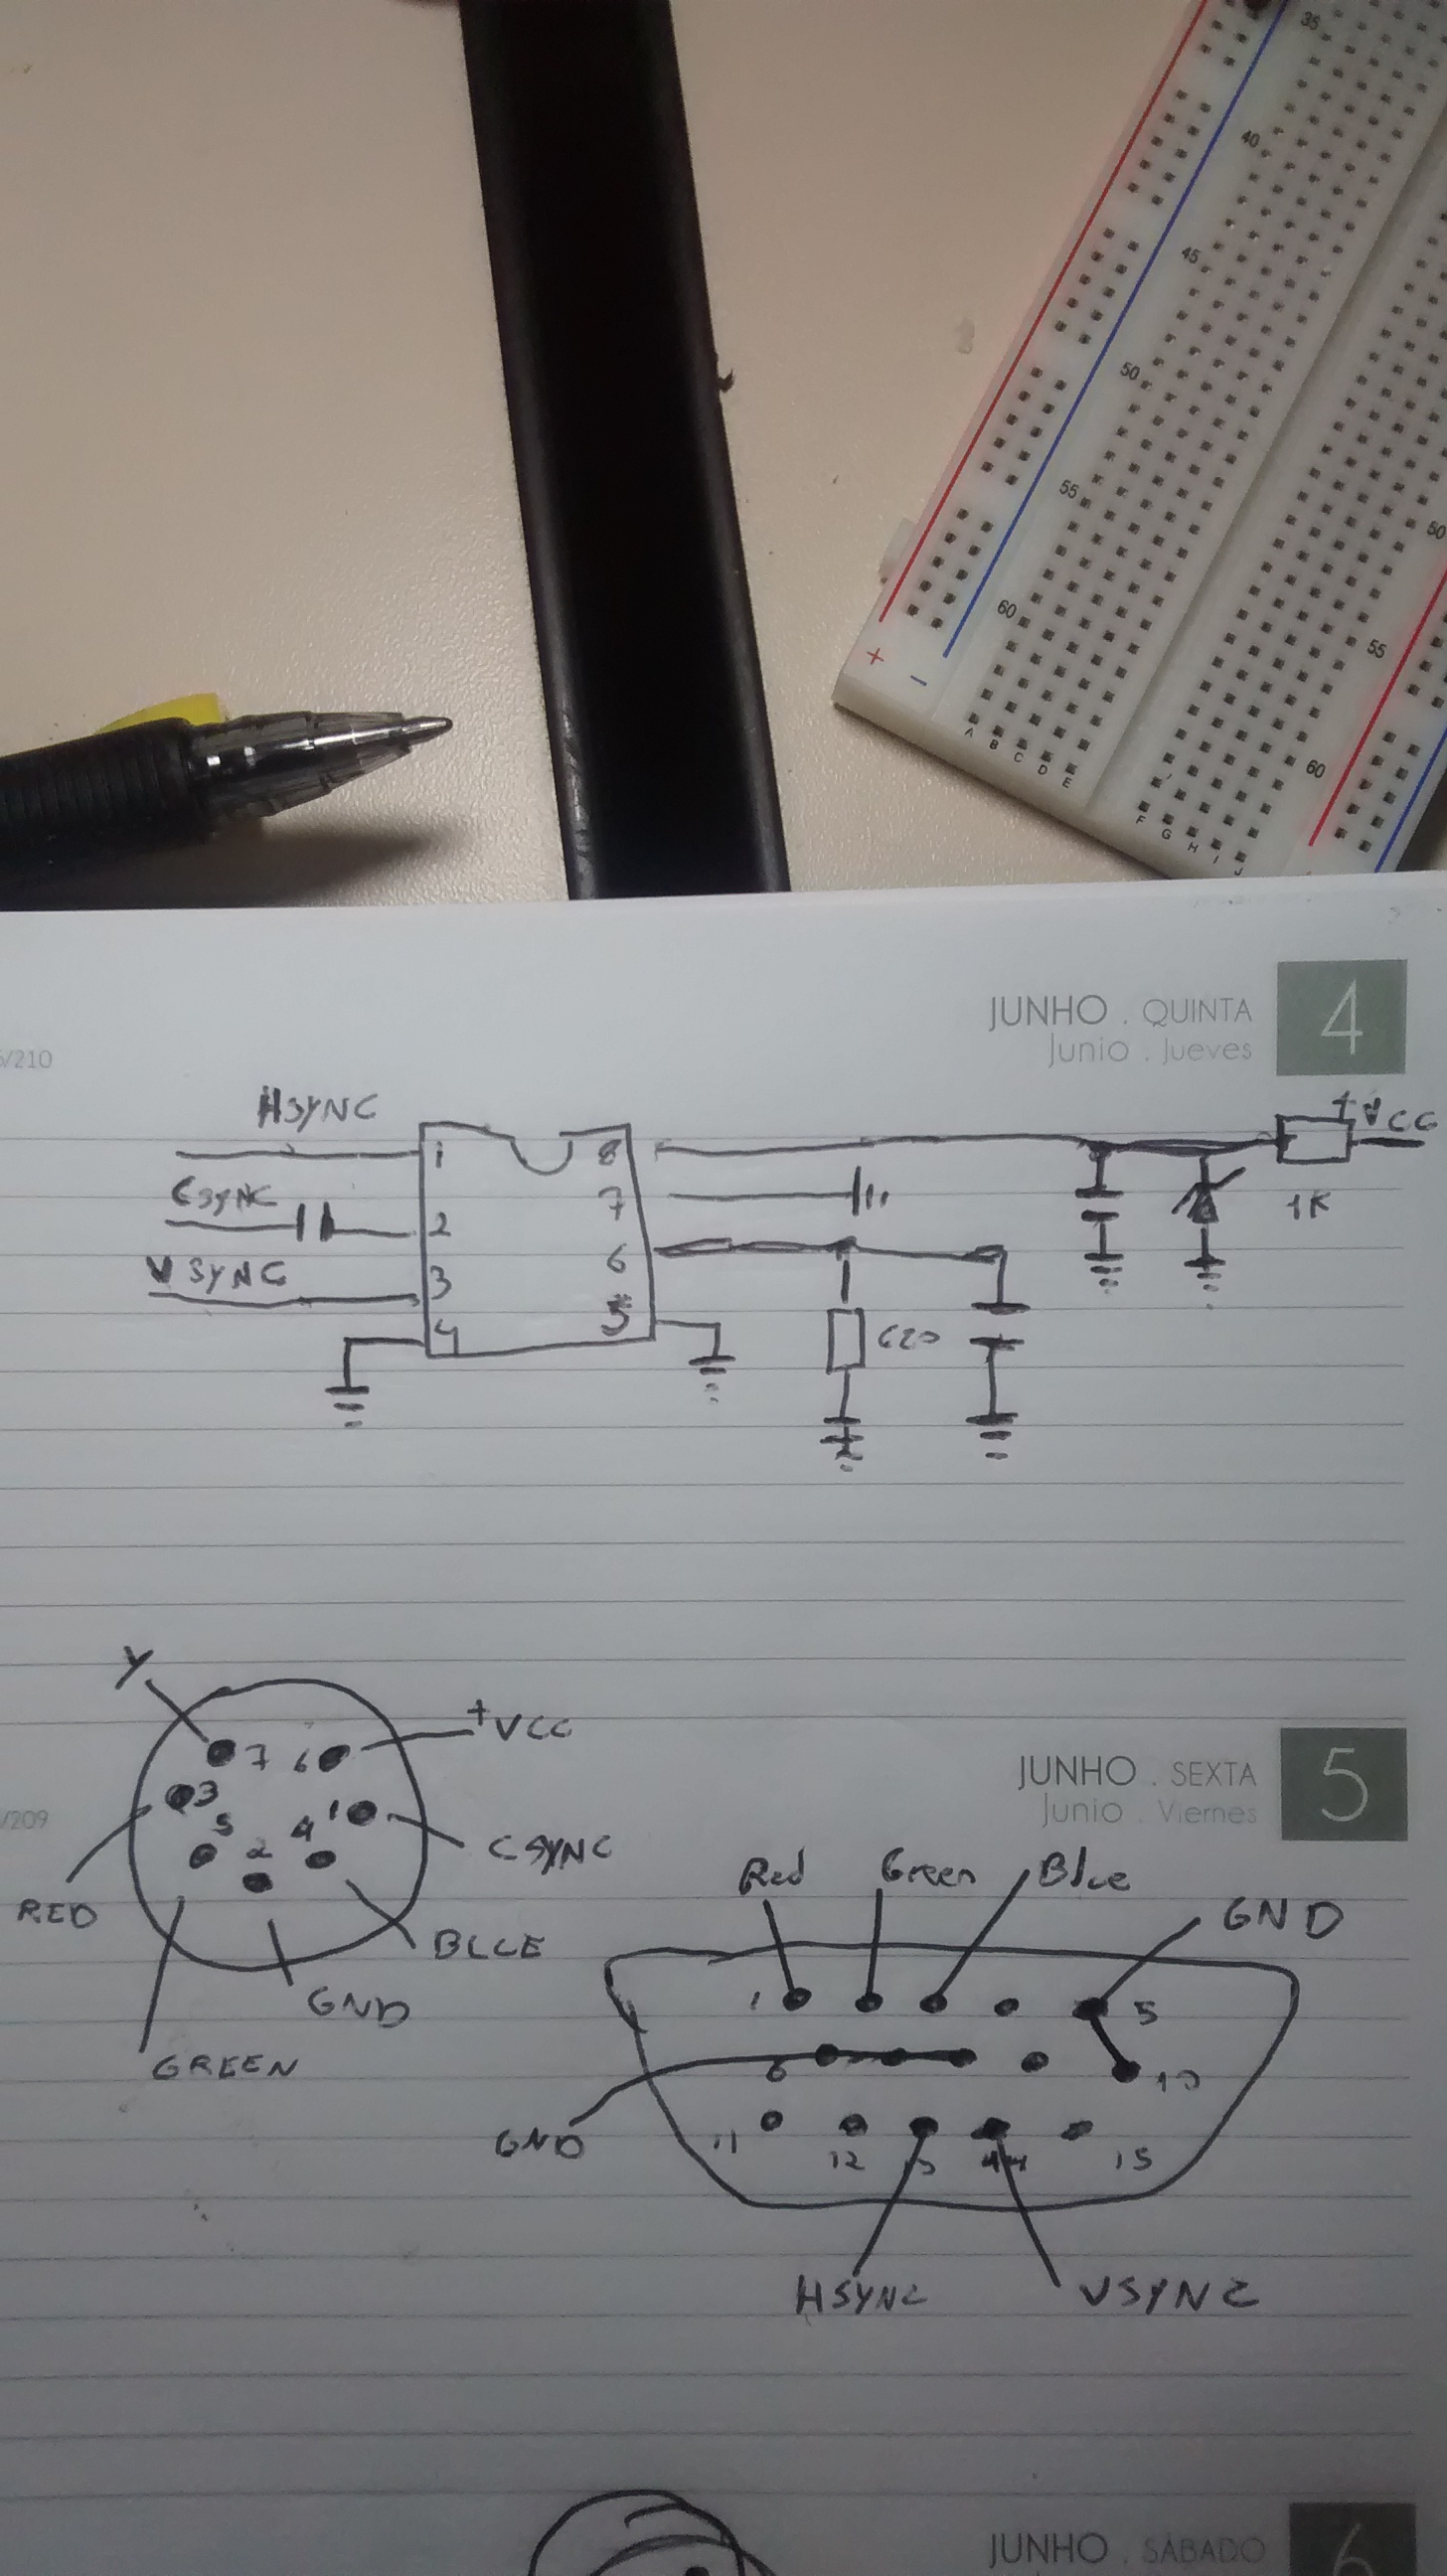 35
40
45
50
55
60
+ −
A B C D E
F G H I J
50
55
60
JUNHO . QUINTA 4
Junio . Jueves
/210
HSYNC
CSYNC
VSYNC
1 8
2 7
3 6
4 5
+VCC
1K
620
JUNHO . SEXTA 5
Junio . Viernes
/209
Y
+VCC
7 6
3 1
5 2 4
CSYNC
RED
BLUE
GND
GREEN
Red Green Blue
GND
1 5
6 10
GND
11 12 13 14 15
HSYNC VSYNC
JUNHO . SÁBADO 6